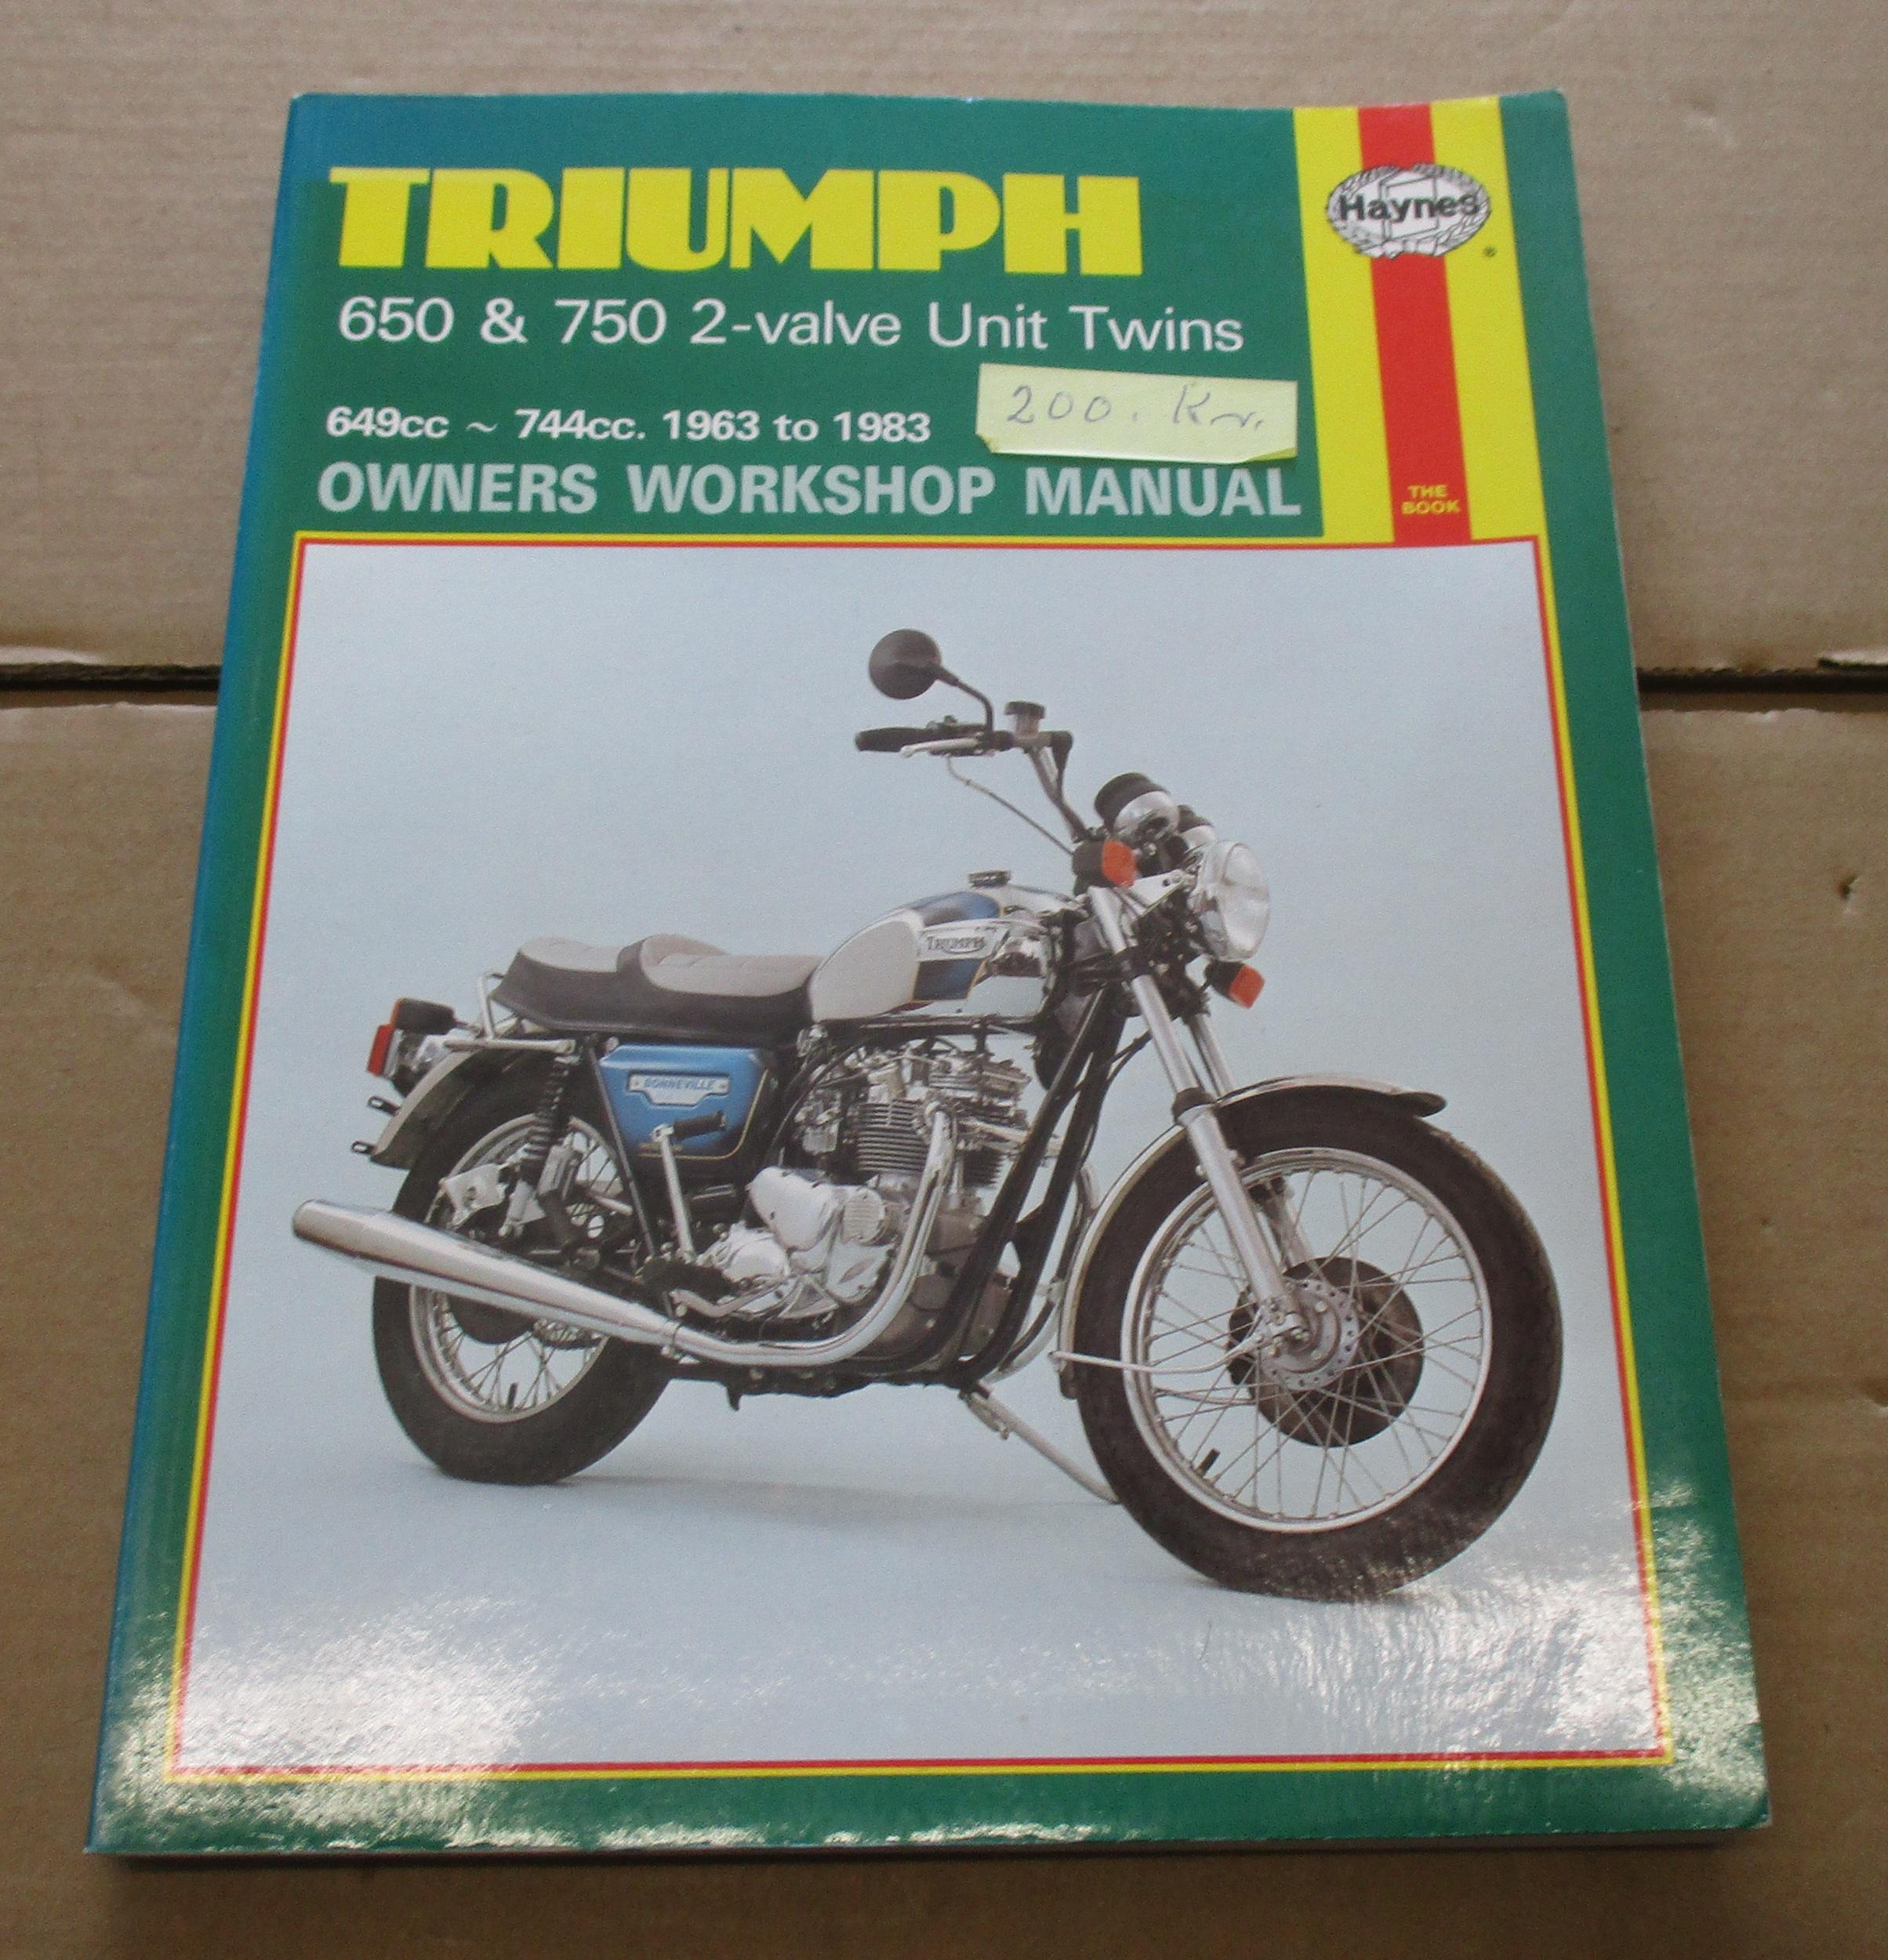 TRIUMPH
Haynes
®
650 & 750 2-valve Unit Twins
200. Kr.
649cc ~ 744cc. 1963 to 1983
OWNERS WORKSHOP MANUAL
THE
BOOK
TRIUMPH
BONNEVILLE